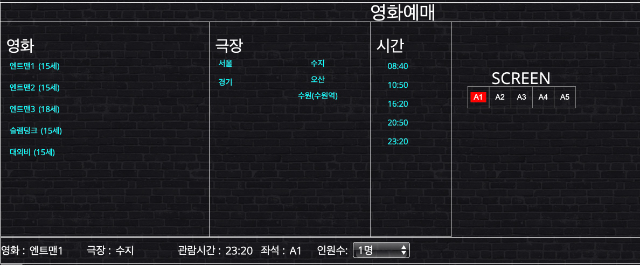 영화예매
영화
엔트맨1 (15세)
엔트맨2 (15세)
엔트맨3 (18세)
슬램덩크 (15세)
대외비 (15세)
극장
서울
경기
수지
오산
수원(수원역)
시간
08:40
10:50
16:20
20:50
23:20
SCREEN
A1 A2 A3 A4 A5
영화 : 엔트맨1 극장 : 수지 관람시간 : 23:20 좌석 : A1 인원수: 1명